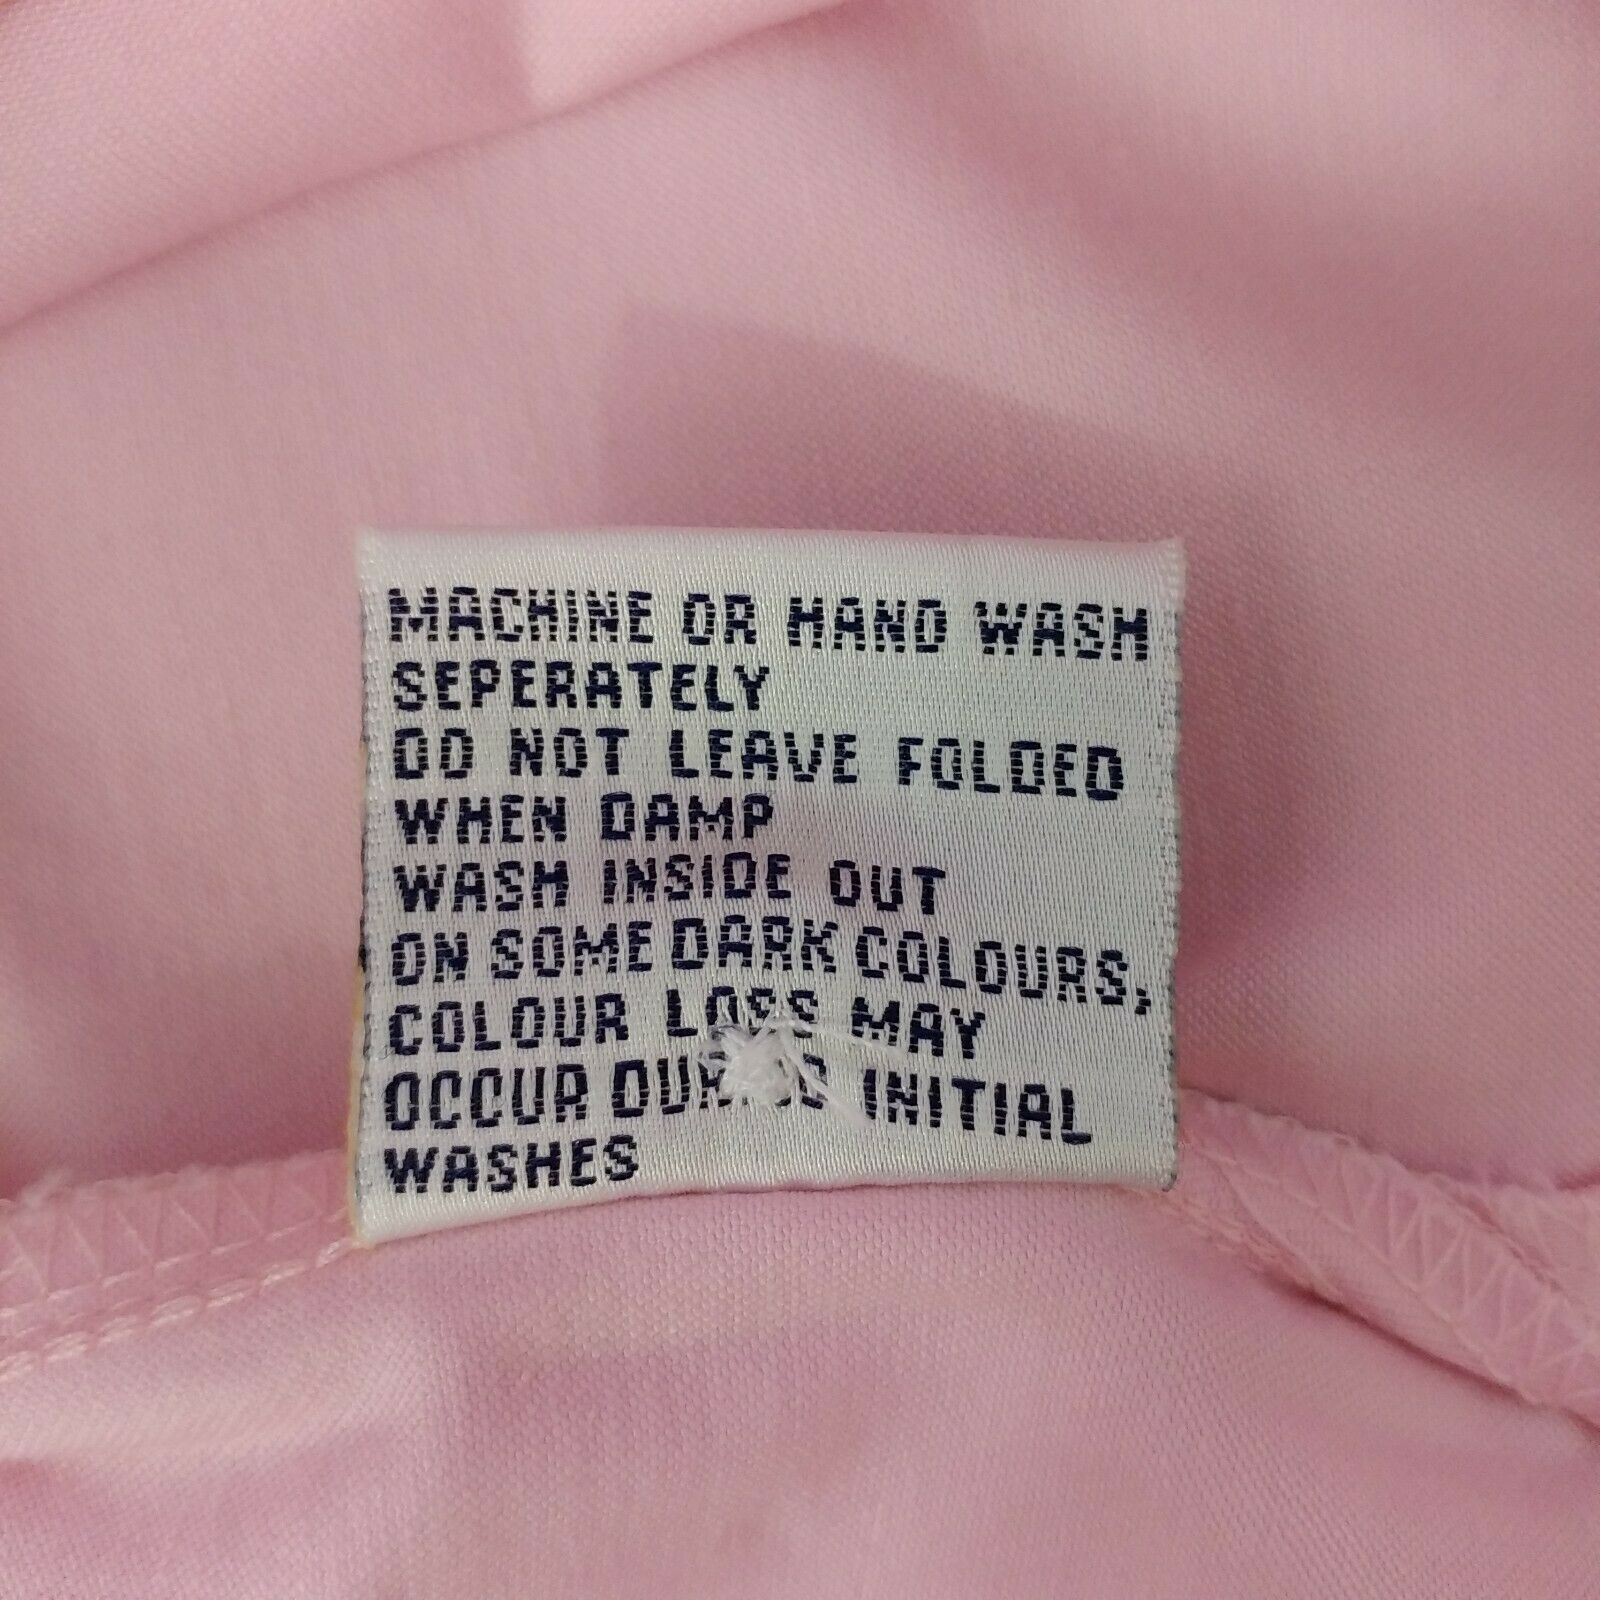 MACHINE OR HAND WASH
SEPERATELY
DO NOT LEAVE FOLDED
WHEN DAMP
WASH INSIDE OUT
ON SOME DARK COLOURS,
COLOUR LOSS MAY
OCCUR INITIAL
WASHES